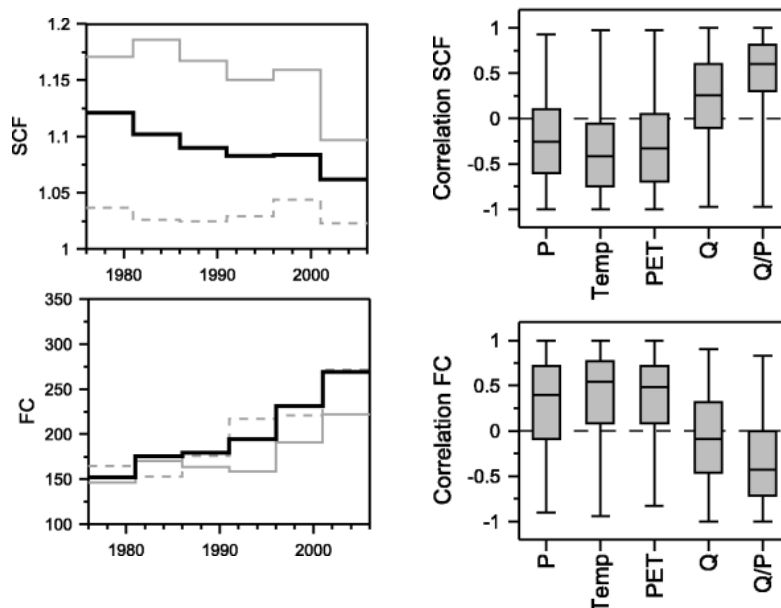 1.2
1.15
1.1
1.05
1
SCF
1980
1990
2000
1
0.5
0
-0.5
-1
Correlation SCF
P
Temp
PET
Q
Q/P
350
300
250
200
150
100
FC
1980
1990
2000
1
0.5
0
-0.5
-1
Correlation FC
P
Temp
PET
Q
Q/P